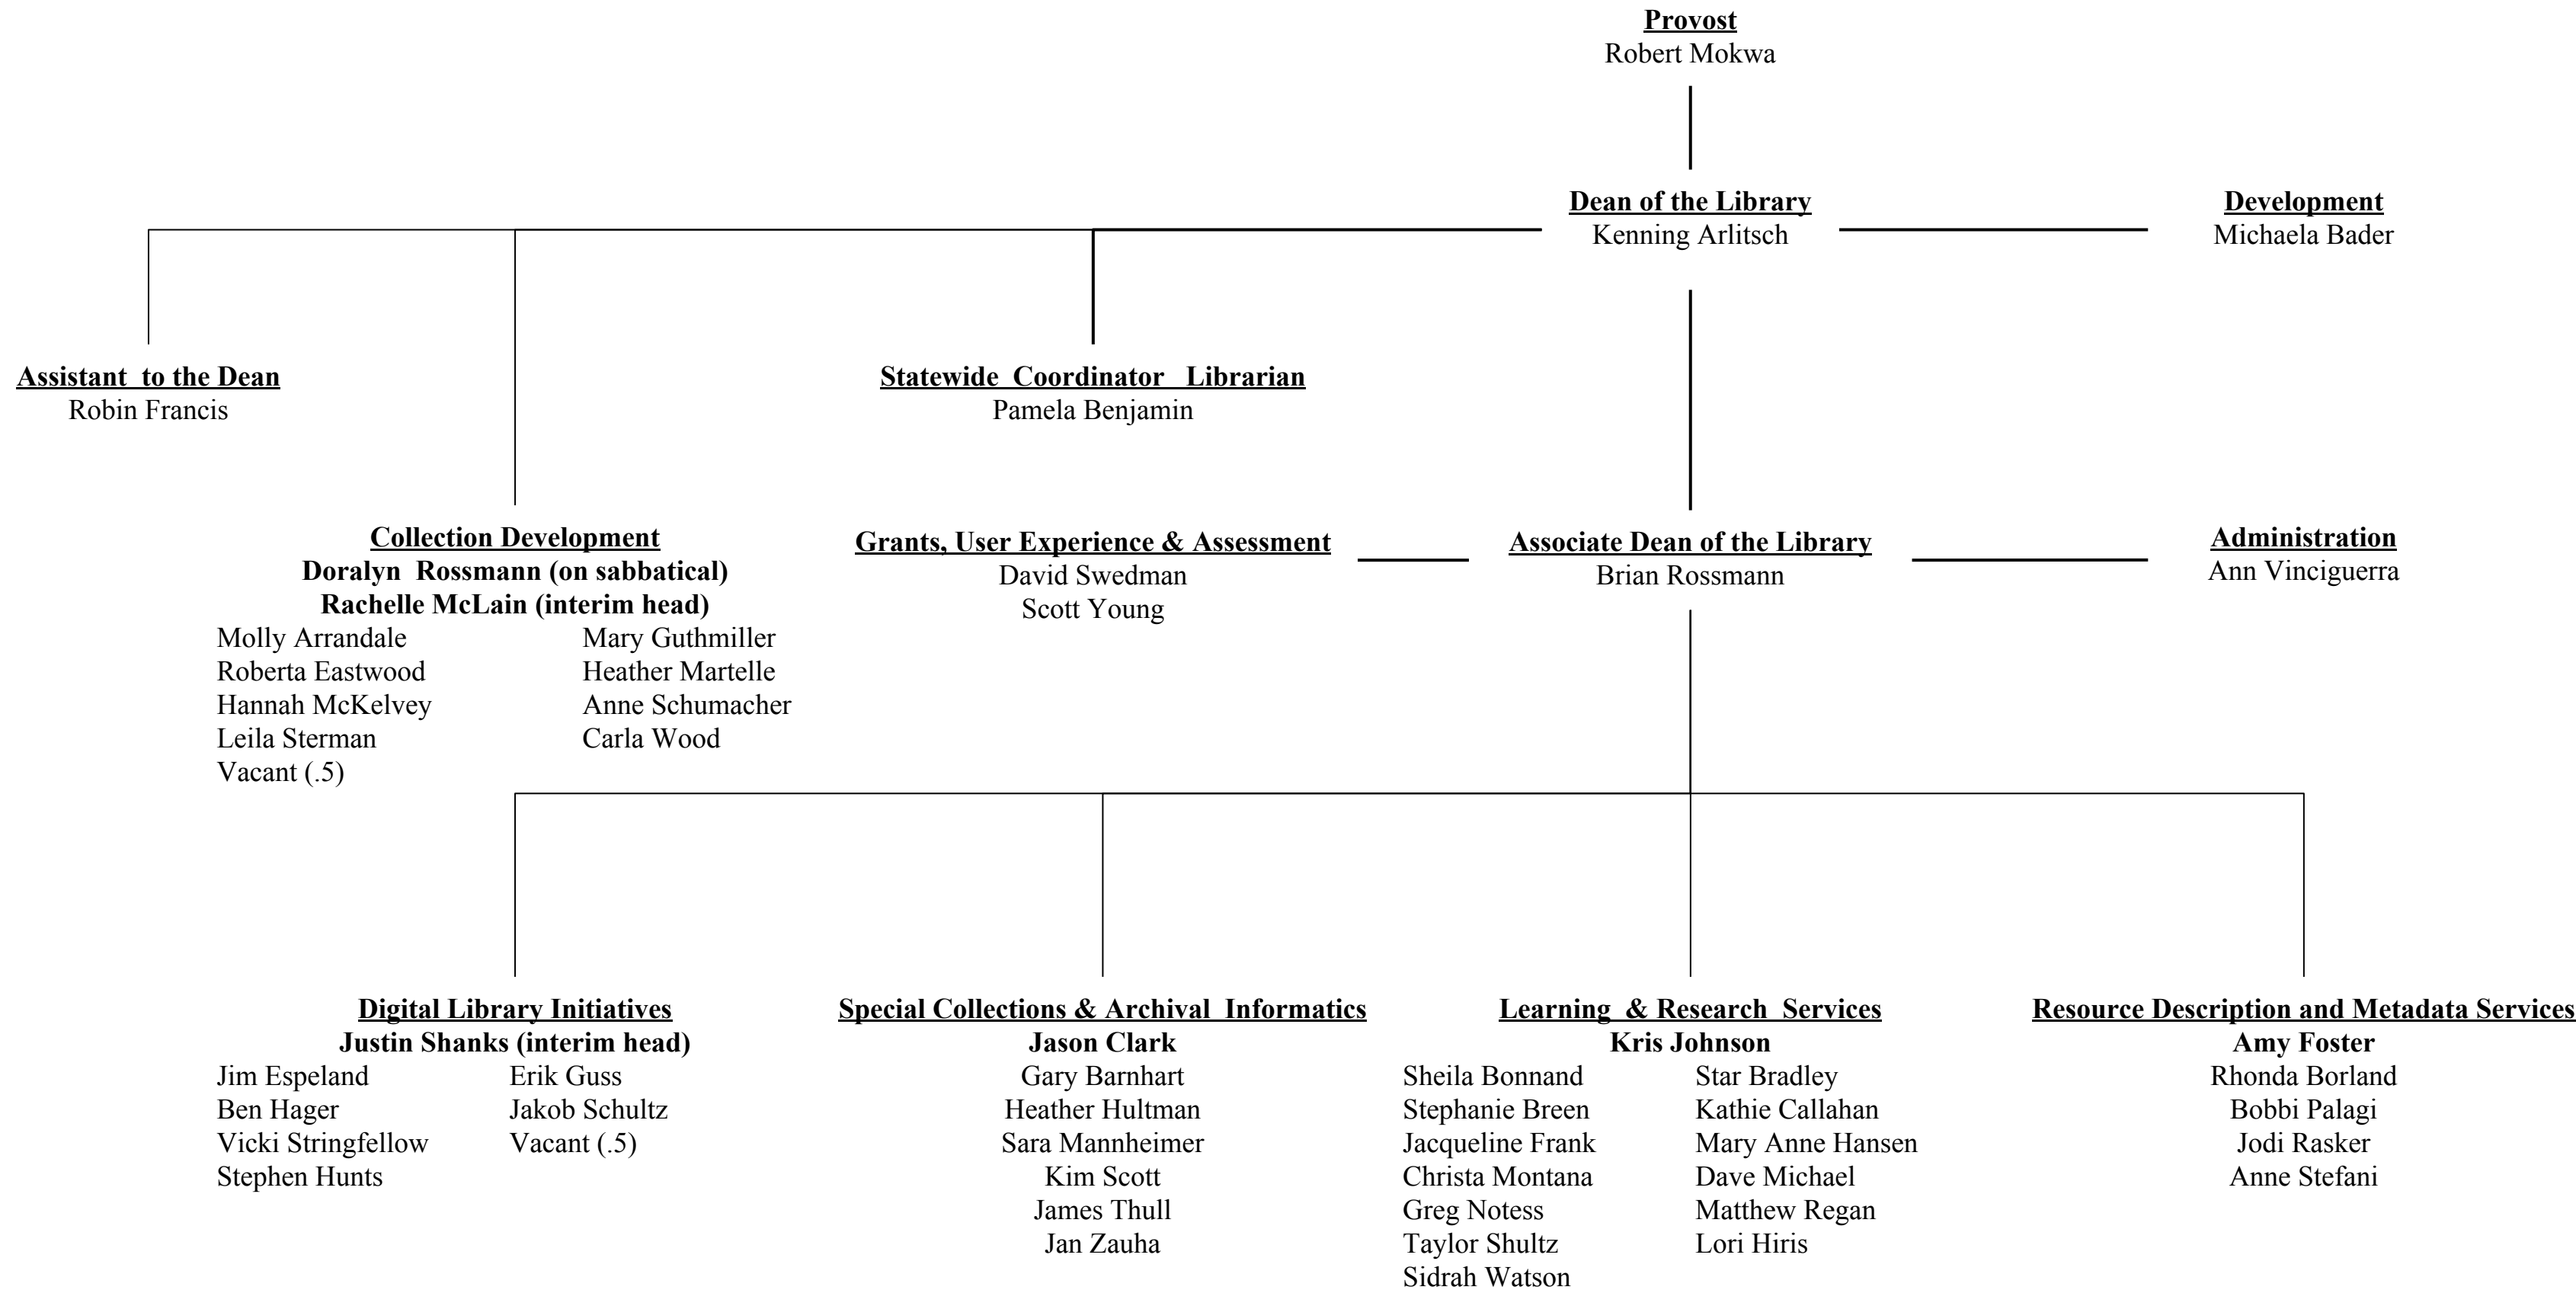 Provost
Robert Mokwa
Dean of the Library
Kenning Arlitsch
Development
Michaela Bader
Assistant to the Dean
Robin Francis
Statewide Coordinator Librarian
Pamela Benjamin
Collection Development
Doralyn Rossmann (on sabbatical)
Rachelle McLain (interim head)
Molly Arrandale
Roberta Eastwood
Hannah McKelvey
Leila Sterman
Vacant (.5)
Mary Guthmiller
Heather Martelle
Anne Schumacher
Carla Wood
Grants, User Experience & Assessment
David Swedman
Scott Young
Associate Dean of the Library
Brian Rossmann
Administration
Ann Vinciguerra
Digital Library Initiatives
Justin Shanks (interim head)
Jim Espeland
Ben Hager
Vicki Stringfellow
Stephen Hunts
Erik Guss
Jakob Schultz
Vacant (.5)
Special Collections & Archival Informatics
Jason Clark
Gary Barnhart
Heather Hultman
Sara Mannheimer
Kim Scott
James Thull
Jan Zauha
Learning & Research Services
Kris Johnson
Sheila Bonnand
Stephanie Breen
Jacqueline Frank
Christa Montana
Greg Notess
Taylor Shultz
Sidrah Watson
Star Bradley
Kathie Callahan
Mary Anne Hansen
Dave Michael
Matthew Regan
Lori Hiris
Resource Description and Metadata Services
Amy Foster
Rhonda Borland
Bobbi Palagi
Jodi Rasker
Anne Stefani